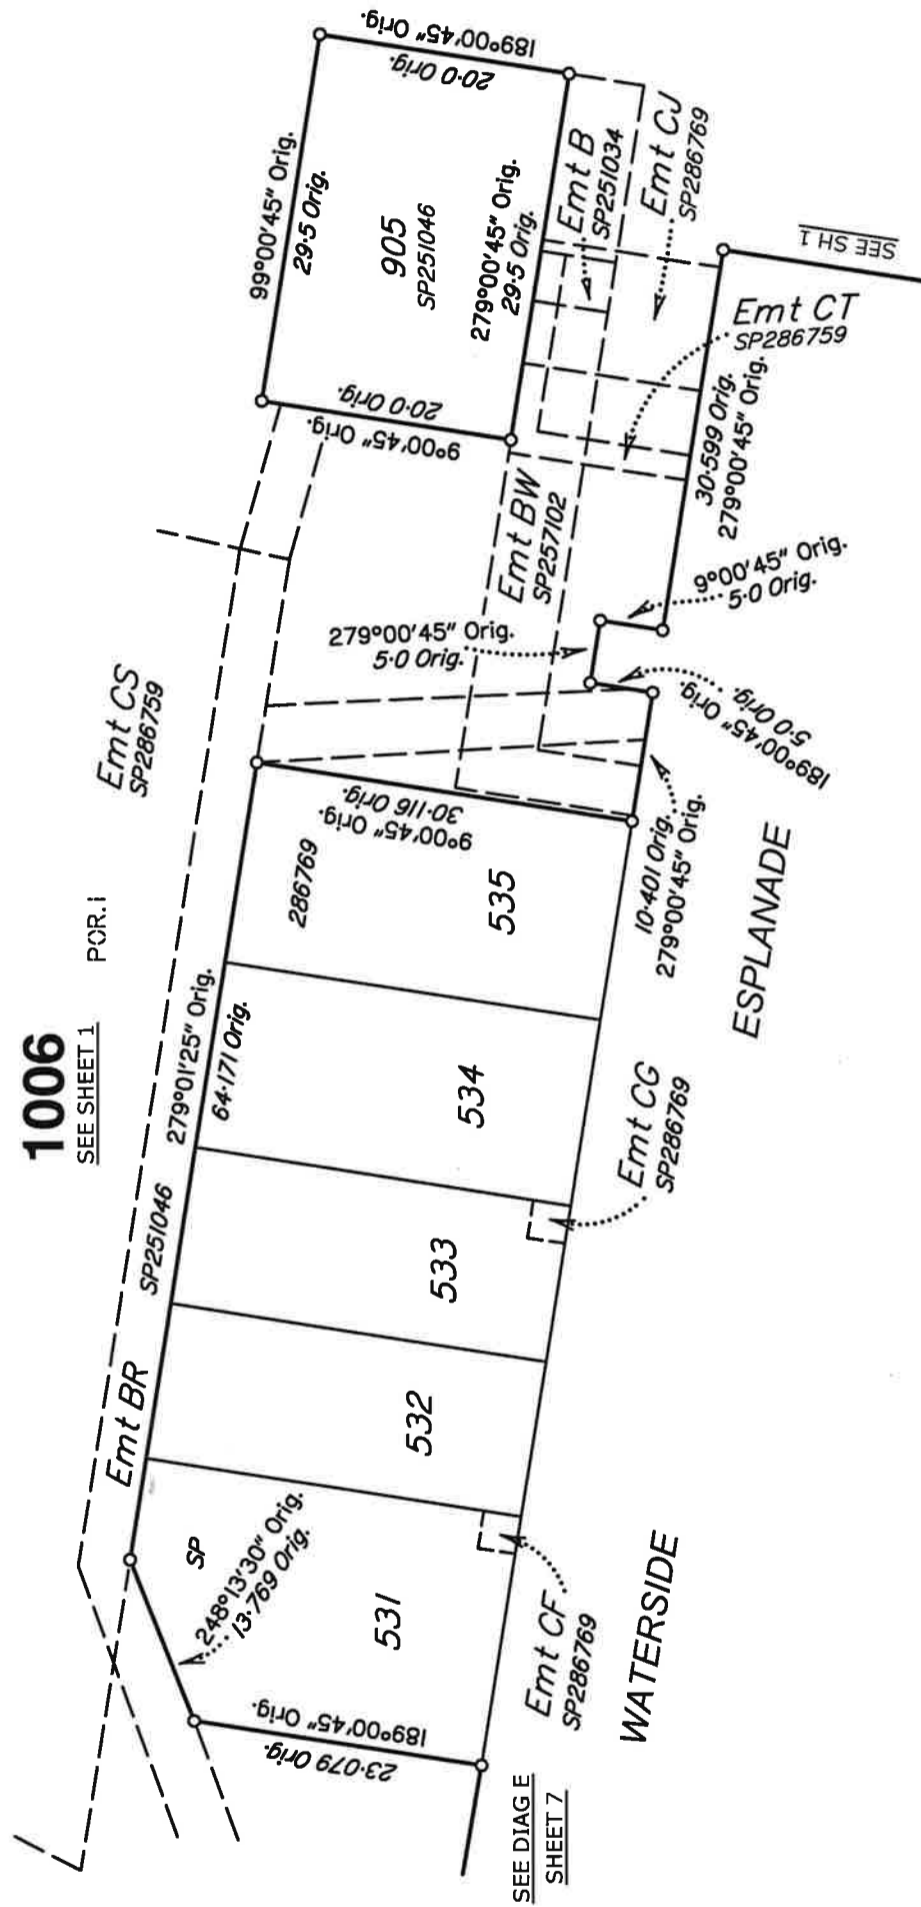 1006
SEE SHEET 1
POR.1
Emt CS
SP286759
99°00'45" Orig.
29·5 Orig.
189°00'45" Orig.
20·0 Orig.
905
SP251046
279°00'45" Orig.
29·5 Orig.
20·0 Orig.
9°00'45" Orig.
Emt B
SP251034
Emt CJ
SP286769
SEE SH 1
Emt CT
SP286759
30·599 Orig.
279°00'45" Orig.
Emt BW
SP257102
9°00'45" Orig.
5·0 Orig.
279°00'45" Orig.
5·0 Orig.
189°00'45" Orig.
5·0 Orig.
10·401 Orig.
279°00'45" Orig.
30·116 Orig.
9°00'45" Orig.
Emt BR
SP251046
279°01'25" Orig.
64·171 Orig.
SP
286769
531
532
533
534
535
248°13'30" Orig.
13·769 Orig.
189°00'45" Orig.
23·079 Orig.
Emt CF
SP286769
Emt CG
SP286769
WATERSIDE
ESPLANADE
SEE DIAG E
SHEET 7